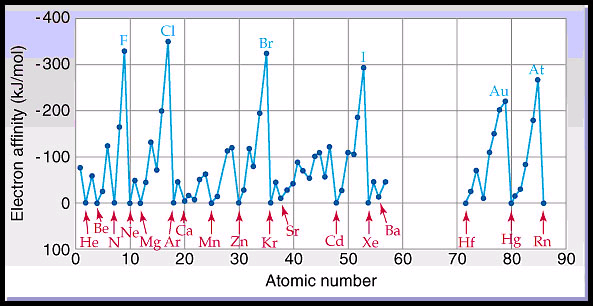 -400
-300
-200
-100
0
100
Electron affinity (kJ/mol)
F
Cl
Br
I
Au
At
He
Be
N
Ne
Mg
Ar
Ca
Mn
Zn
Kr
Sr
Cd
Xe
Ba
Hf
Hg
Rn
0 10 20 30 40 50 60 70 80 90
Atomic number